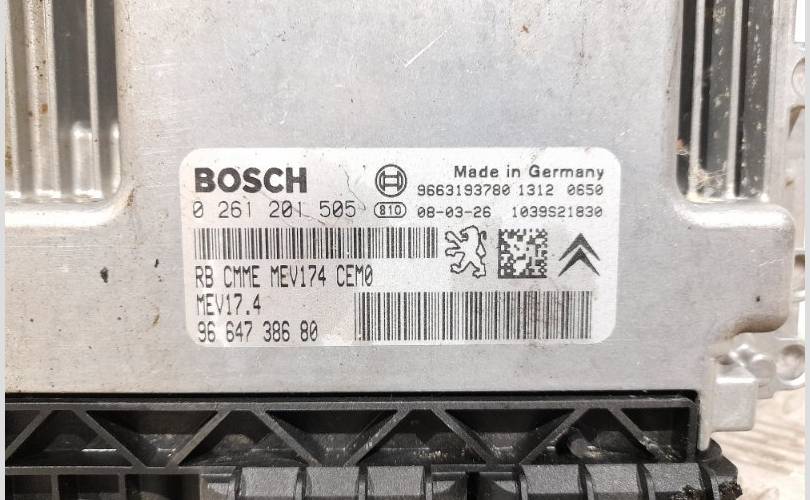 BOSCH
Made in Germany
9663193780 1312 0650
0 261 201 505 810 08-03-26 1039S21830
RB CMME MEV174 CEM0
MEV17.4
96 647 386 80